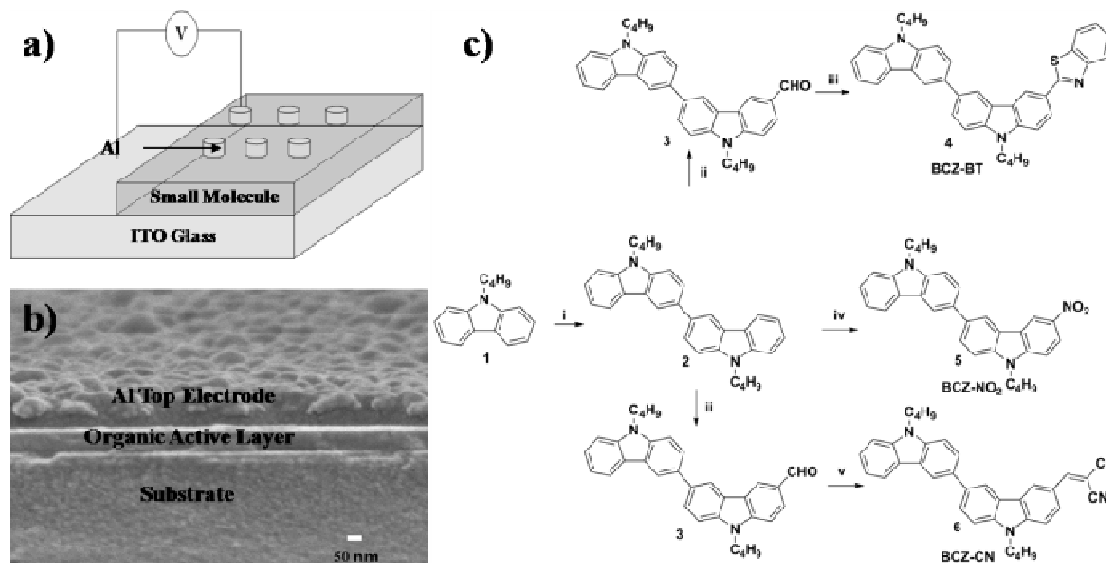 a)
V
Al
Small Molecule
ITO Glass
b)
Al Top Electrode
Organic Active Layer
Substrate
50 nm
c)
C4H9
N
CHO
N
C4H9
3
iii
C4H9
N
S
N
N
C4H9
4
BCZ-BT
ii
C4H9
N
1
i
C4H9
N
N
C4H9
2
iv
C4H9
N
NO2
N
C4H9
5
BCZ-NO2
ii
C4H9
N
CHO
N
C4H9
3
v
C4H9
N
C
CN
N
C4H9
6
BCZ-CN